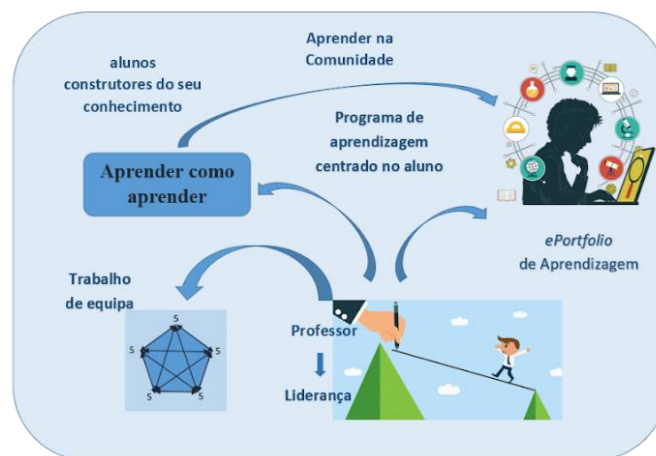 alunos
construtores do seu
conhecimento
Aprender na
Comunidade
Programa de
aprendizagem
centrado no aluno
Aprender como
aprender
ePortfolio
de Aprendizagem
Trabalho
de equipa
5
5
5
5
5
Professor
Liderança